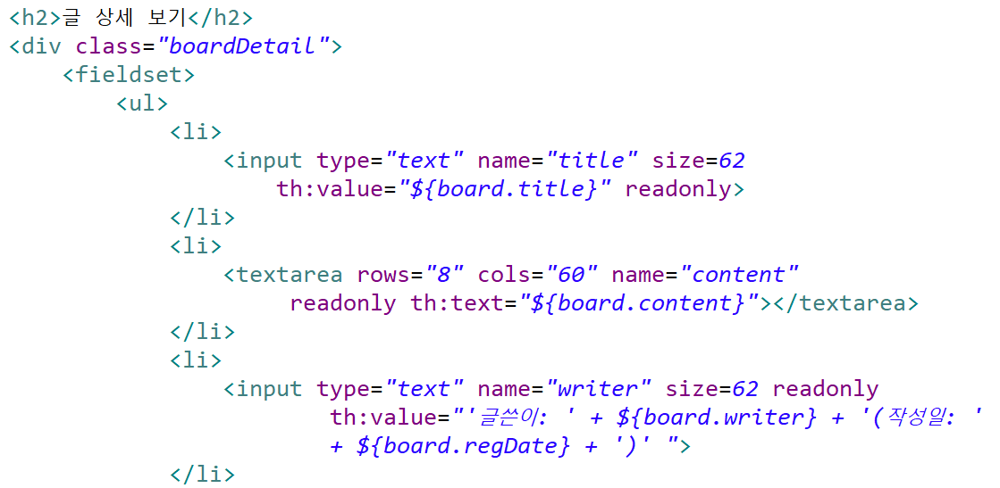 <h2>글 상세 보기</h2>
<div class="boardDetail">
<fieldset>
<ul>
<li>
<input type="text" name="title" size=62
th:value="${board.title}" readonly>
</li>
<li>
<textarea rows="8" cols="60" name="content"
readonly th:text="${board.content}"></textarea>
</li>
<li>
<input type="text" name="writer" size=62 readonly
th:value="'글쓴이: ' + ${board.writer} + '(작성일: '
+ ${board.regDate} + ')' ">
</li>